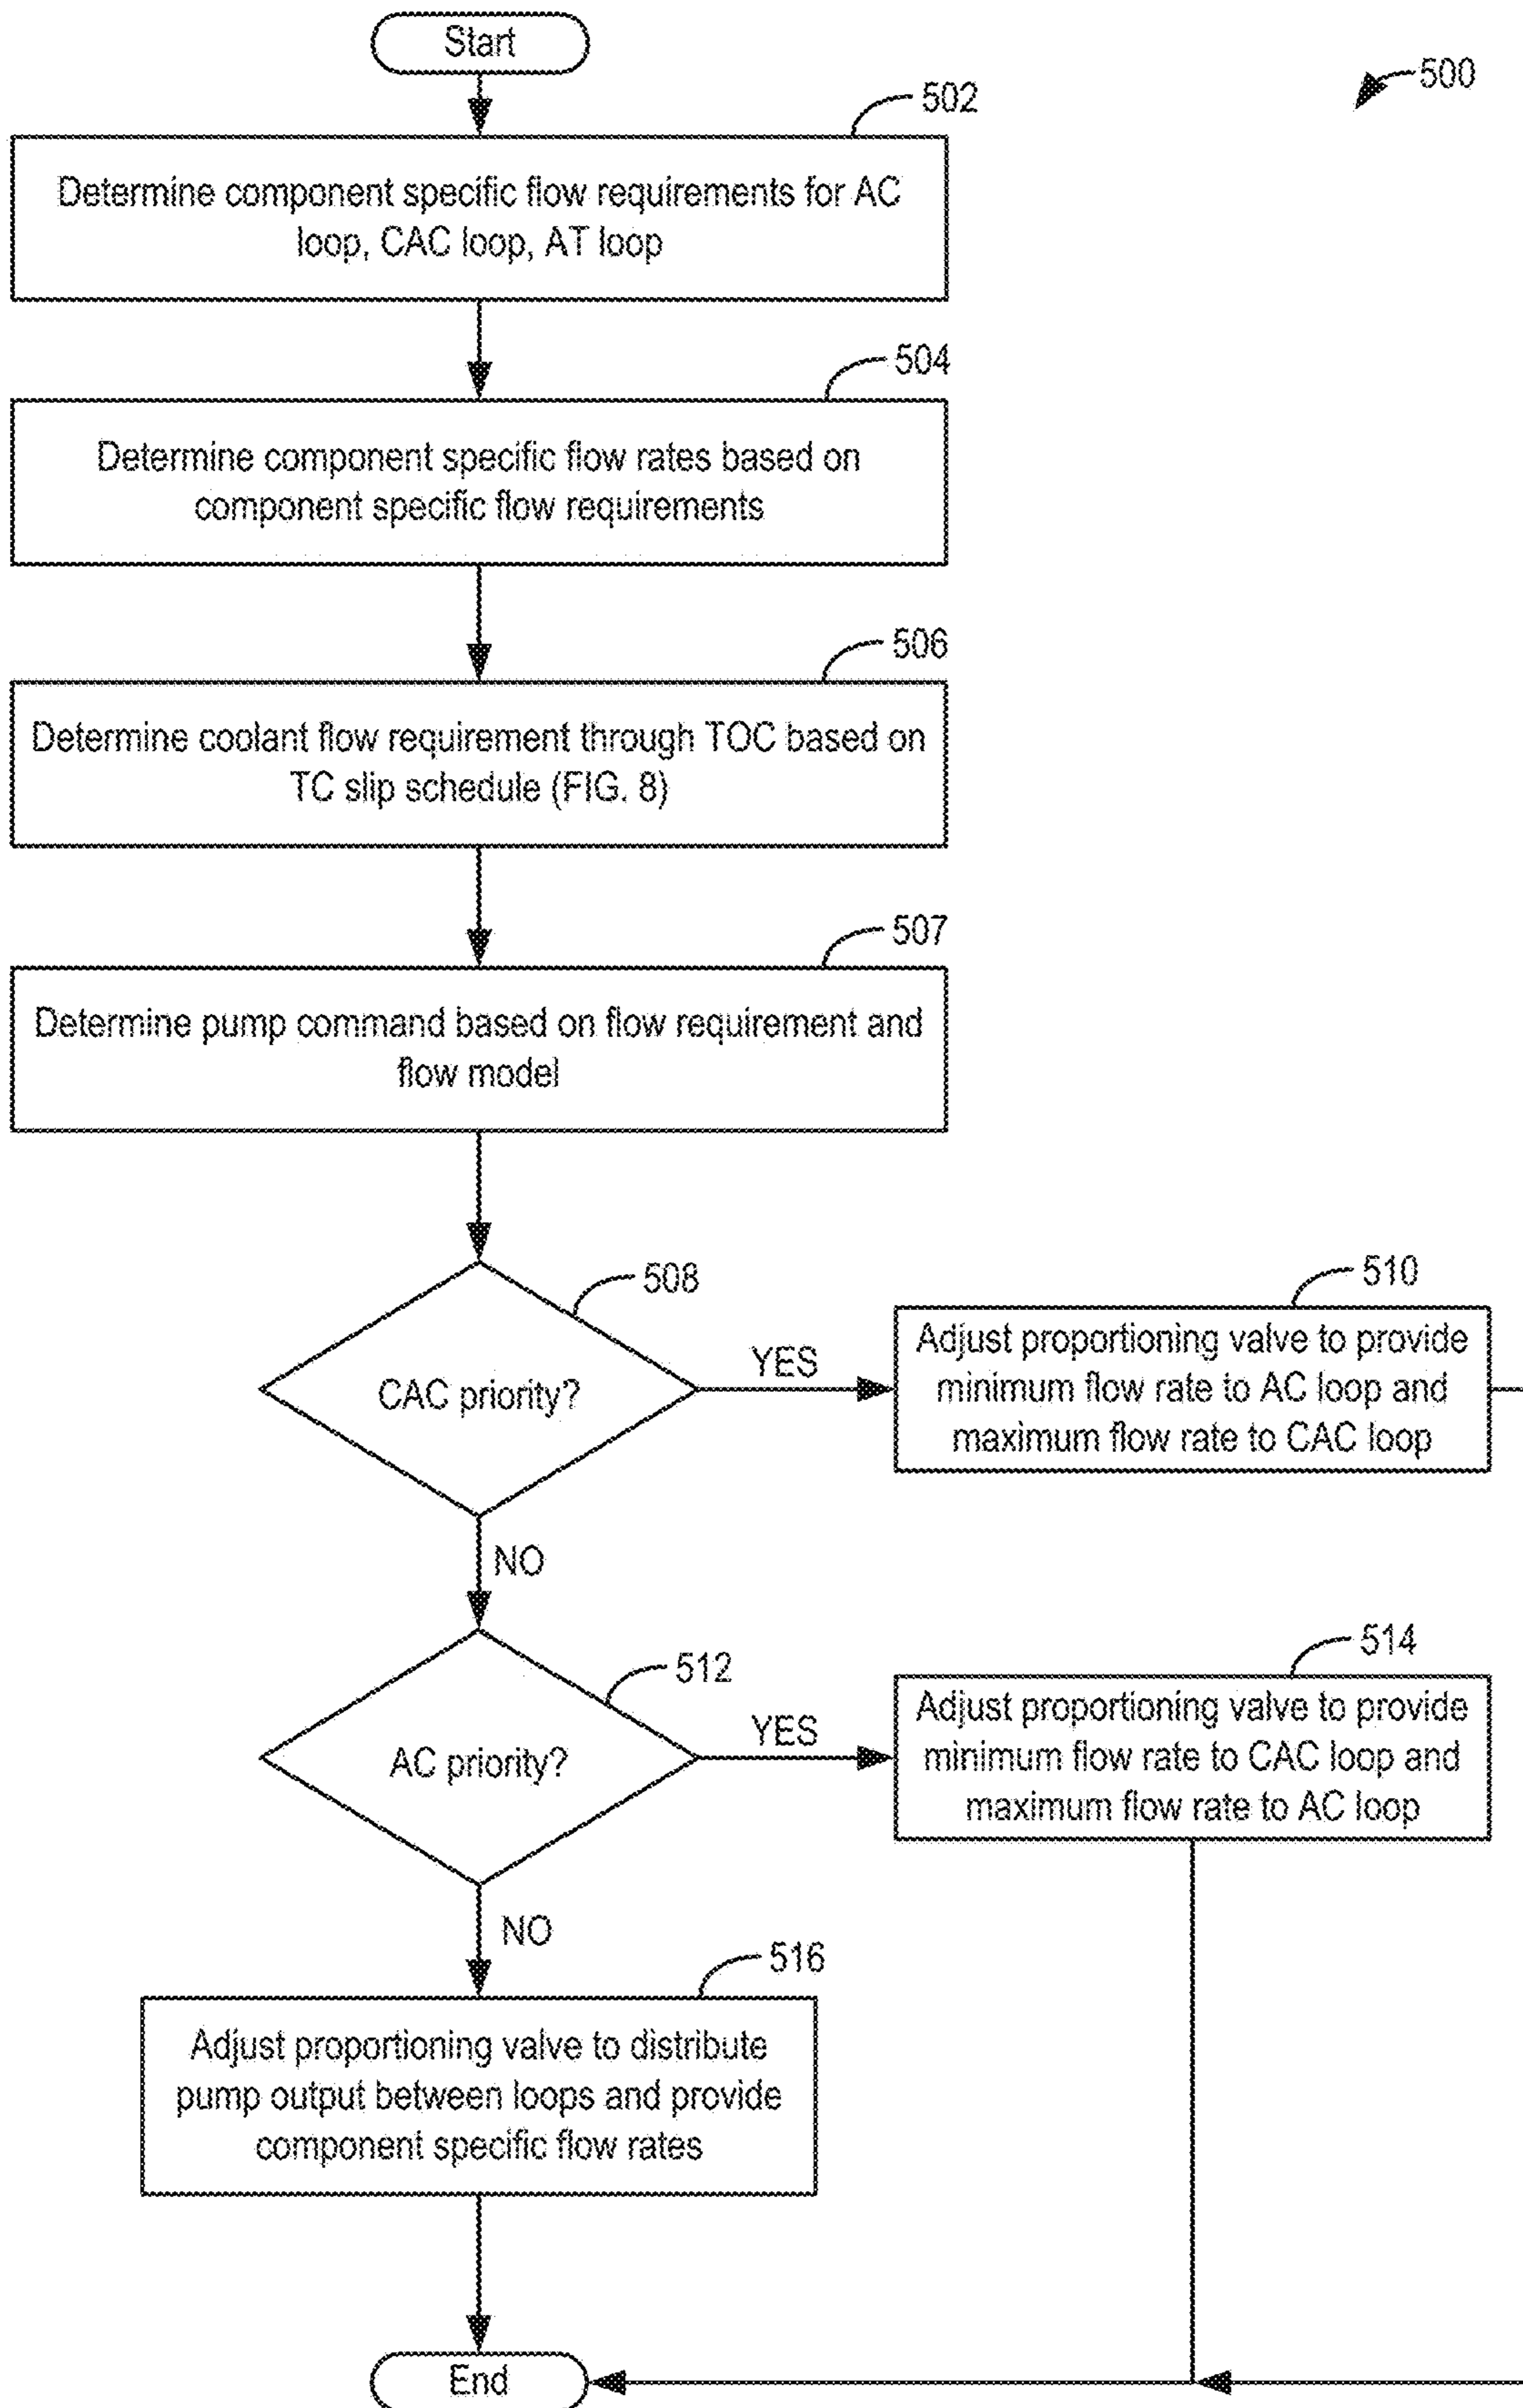 Start
500
502
Determine component specific flow requirements for AC
loop, CAC loop, AT loop
504
Determine component specific flow rates based on
component specific flow requirements
506
Determine coolant flow requirement through TOC based on
TC slip schedule (FIG. 8)
507
Determine pump command based on flow requirement and
flow model
508
CAC priority?
YES
510
Adjust proportioning valve to provide
minimum flow rate to AC loop and
maximum flow rate to CAC loop
NO
512
AC priority?
YES
514
Adjust proportioning valve to provide
minimum flow rate to CAC loop and
maximum flow rate to AC loop
NO
516
Adjust proportioning valve to distribute
pump output between loops and provide
component specific flow rates
End